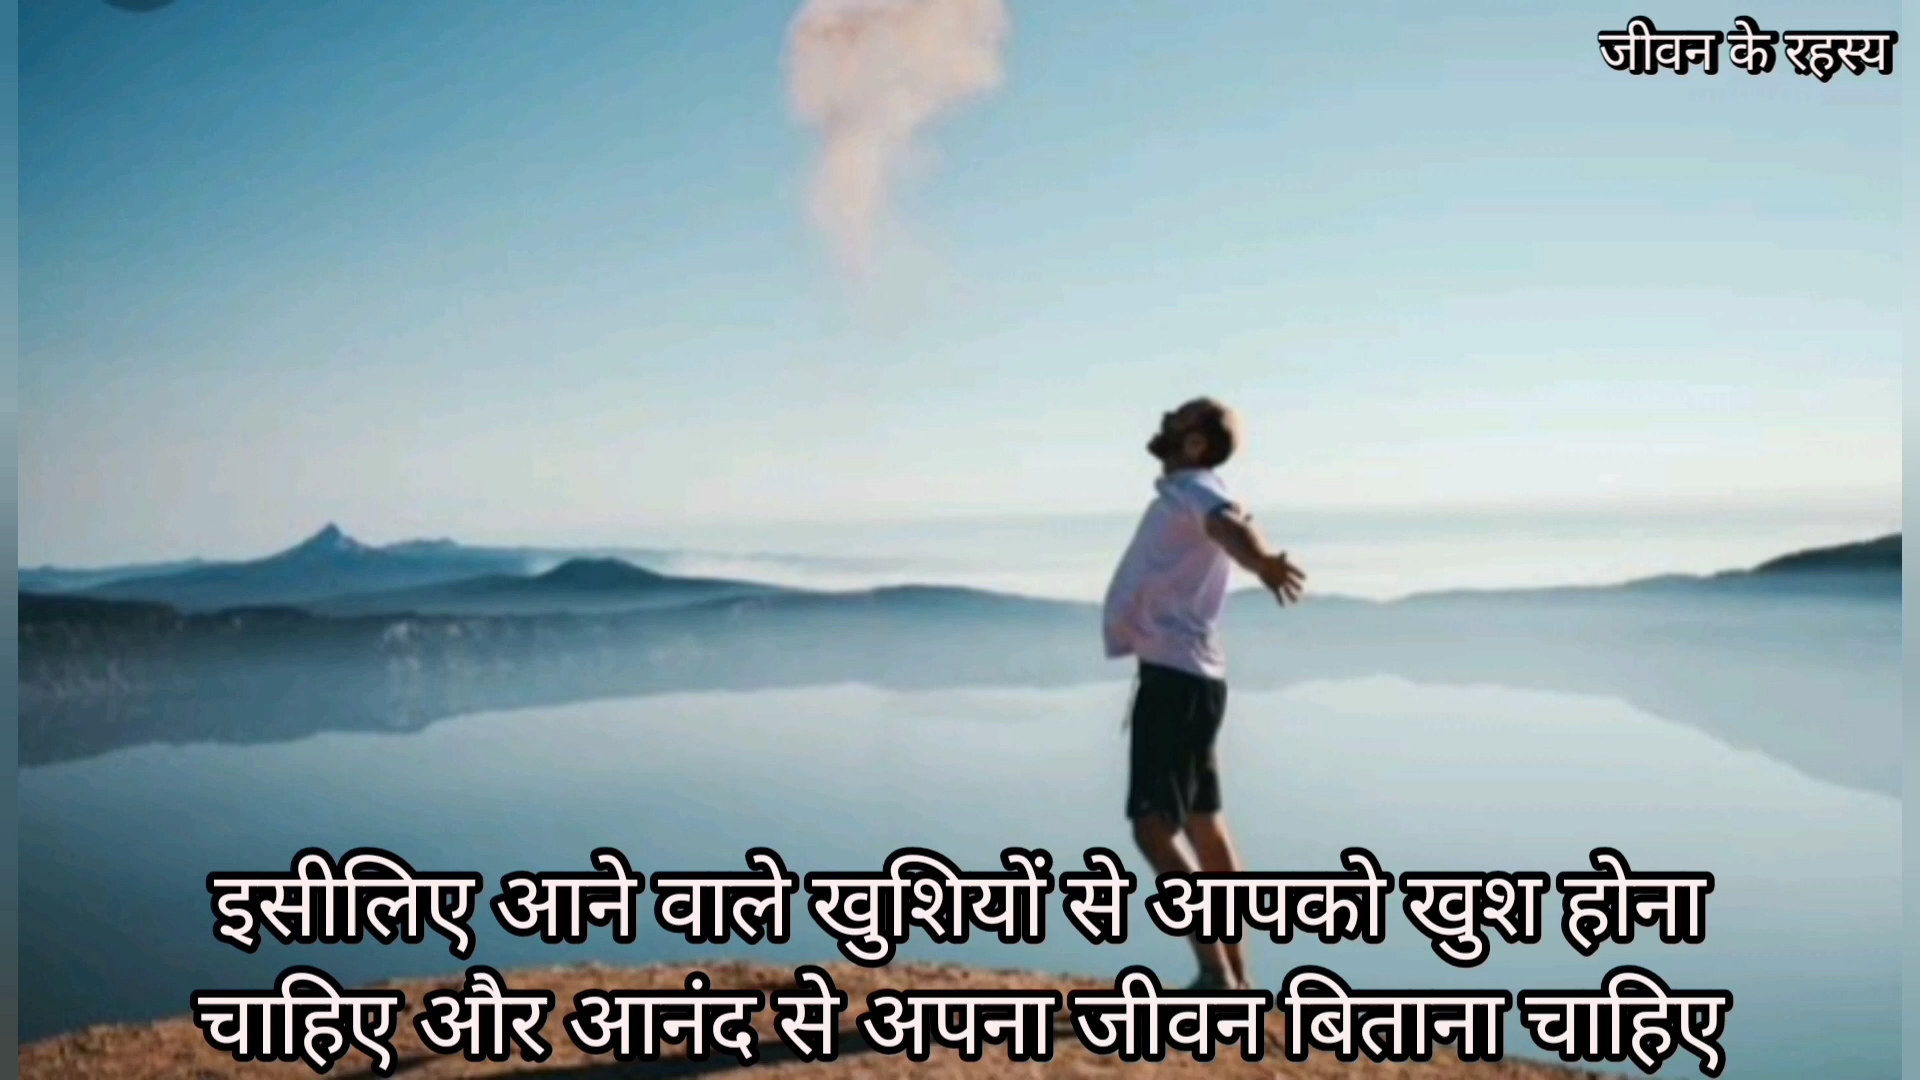 जीवन के रहस्य
इसीलिए आने वाले खुशियों से आपको खुश होना
चाहिए और आनंद से अपना जीवन बिताना चाहिए